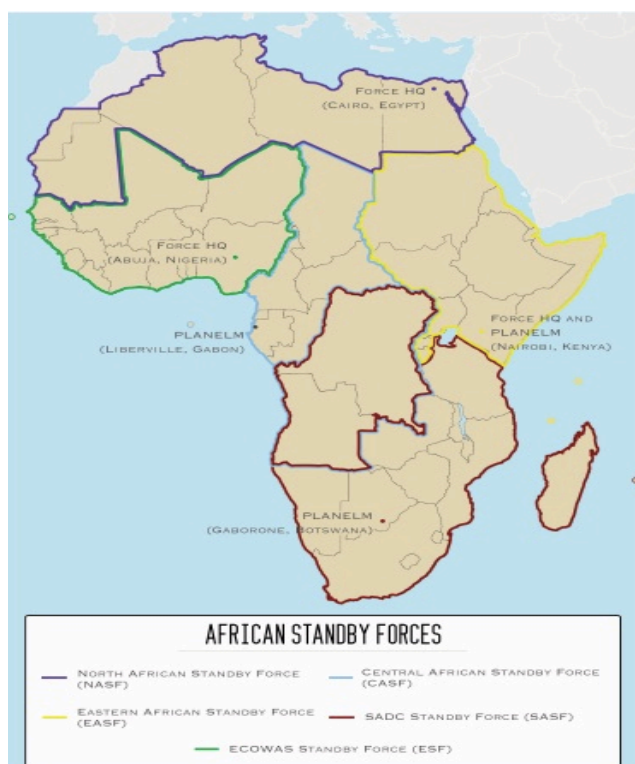 FORCE HQ
(CAIRO, EGYPT)
FORCE HQ
(ABUJA, NIGERIA)
PLANELM
(LIBERVILLE, GABON)
FORCE HQ AND
PLANELM
(NAIROBI, KENYA)
PLANELM
(GABORONE, BOTSWANA)
AFRICAN STANDBY FORCES
NORTH AFRICAN STANDBY FORCE
(NASF)
CENTRAL AFRICAN STANDBY FORCE
(CASF)
EASTERN AFRICAN STANDBY FORCE
(EASF)
SADC STANDBY FORCE (SASF)
ECOWAS STANDBY FORCE (ESF)